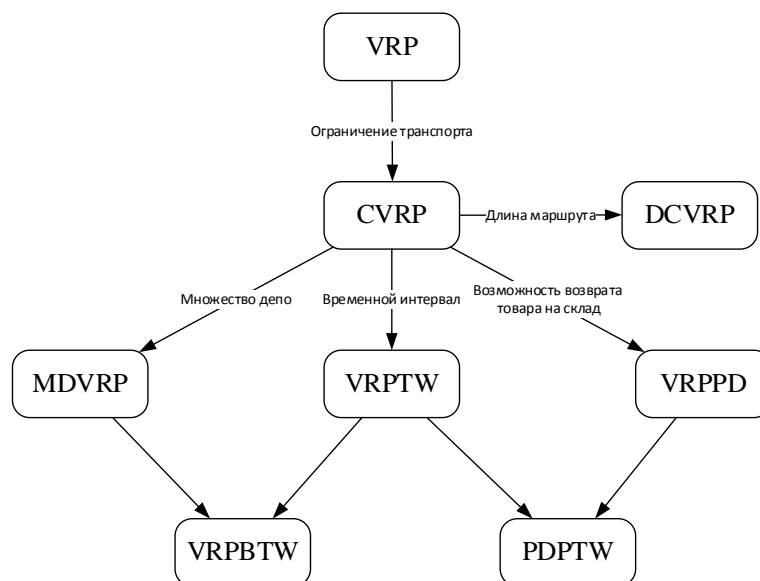 VRP
Ограничение транспорта
CVRP
Длина маршрута
DCVRP
Множество депо
Временной интервал
Возможность возврата
товара на склад
MDVRP
VRPTW
VRPPD
VRPBTW
PDPTW